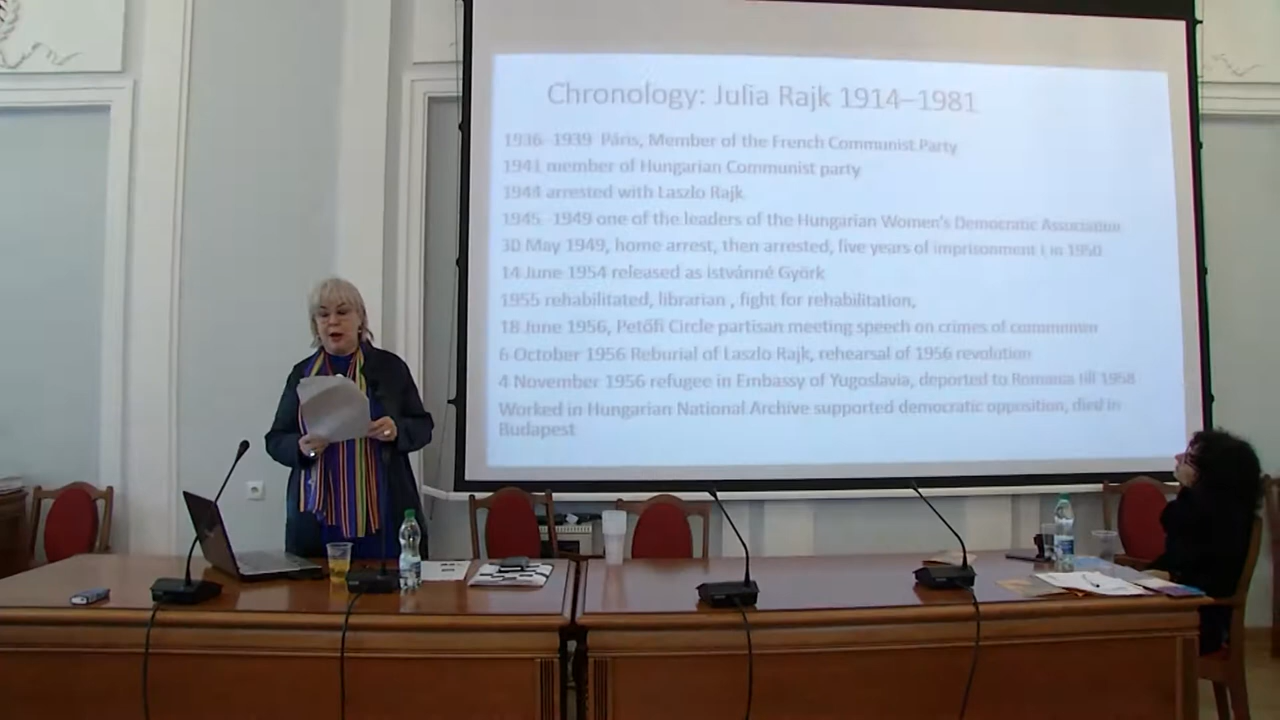 Chronology: Julia Rajk 1914–1981
1936–1939 Páris, Member of the French Communist Party
1941 member of Hungarian Communist party
1944 arrested with Laszlo Rajk
1945–1949 one of the leaders of the Hungarian Women's Democratic Association
30 May 1949, home arrest, then arrested, five years of imprisonment in 1950
14 June 1954 released as istvánné Györk
1955 rehabilitated, librarian , fight for rehabilitation,
18 June 1956, Petőfi Circle partisan meeting speech on crimes of communism
6 October 1956 Reburial of Laszlo Rajk, rehearsal of 1956 revolution
4 November 1956 refugee in Embassy of Yugoslavia, deported to Romania till 1958
Worked in Hungarian National Archive supported democratic opposition, died in
Budapest